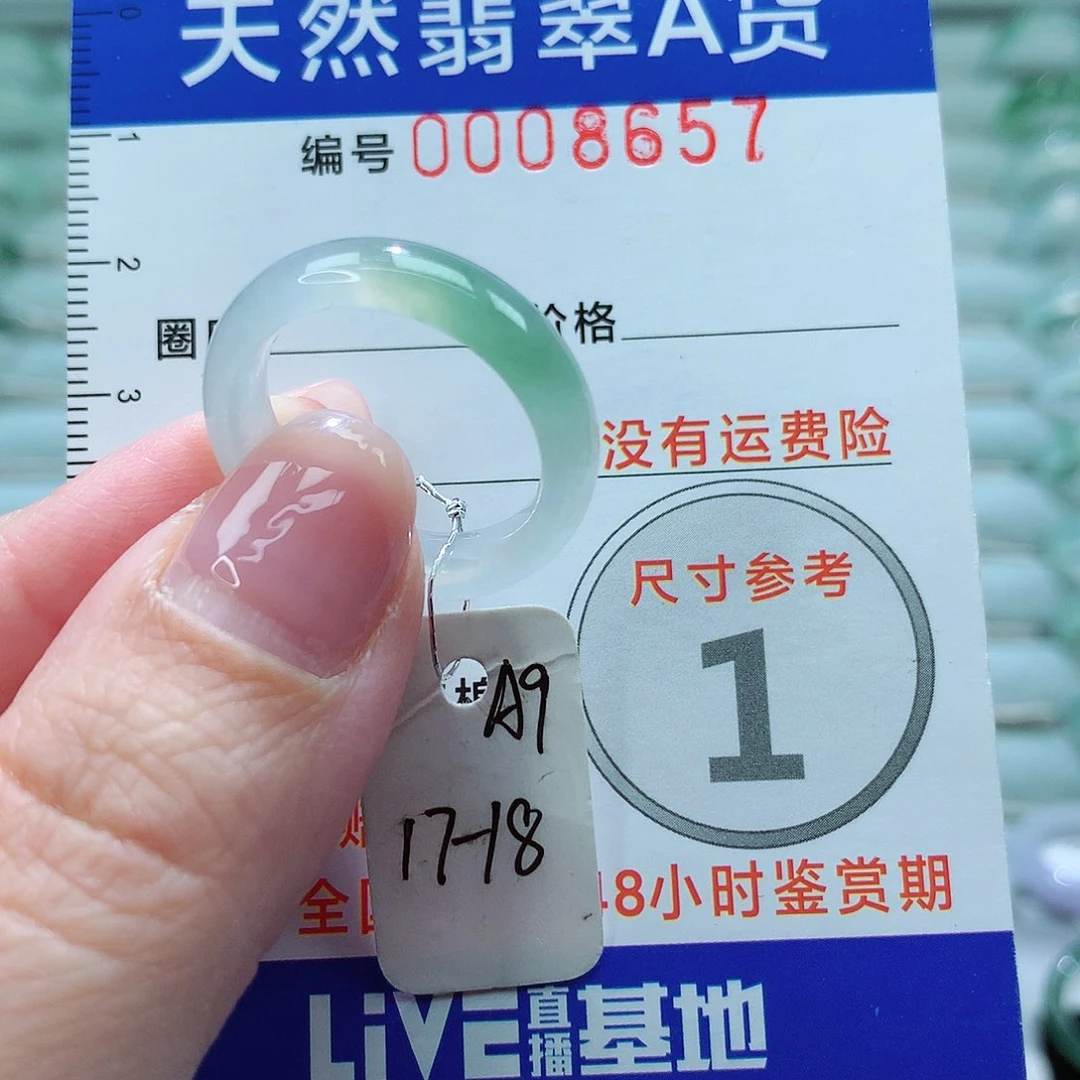 天然翡翠A货
编号 0008657
1
2
3
圈
价格
没有运费险
尺寸参考
1
A9
17-18
全
48小时鉴赏期
LiVE直播基地